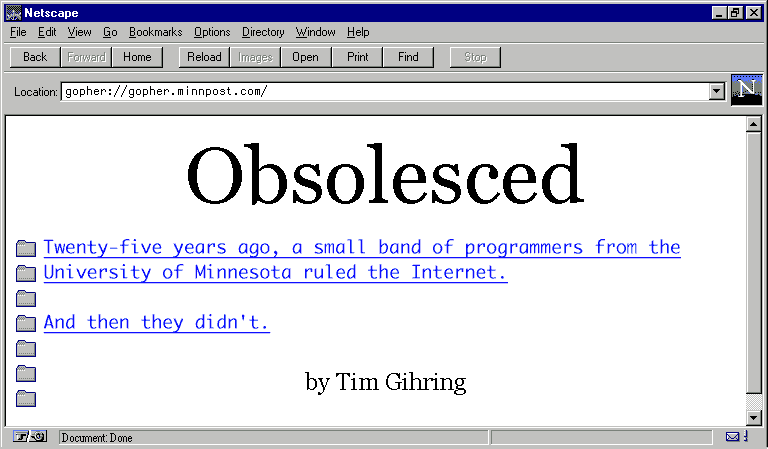 Netscape
File Edit View Go Bookmarks Options Directory Window Help
Back Forward Home Reload Images Open Print Find Stop
Location: gopher://gopher.minnpost.com/
N
Obsolesced
Twenty-five years ago, a small band of programmers from the
University of Minnesota ruled the Internet.
And then they didn't.
by Tim Gihring
Document: Done